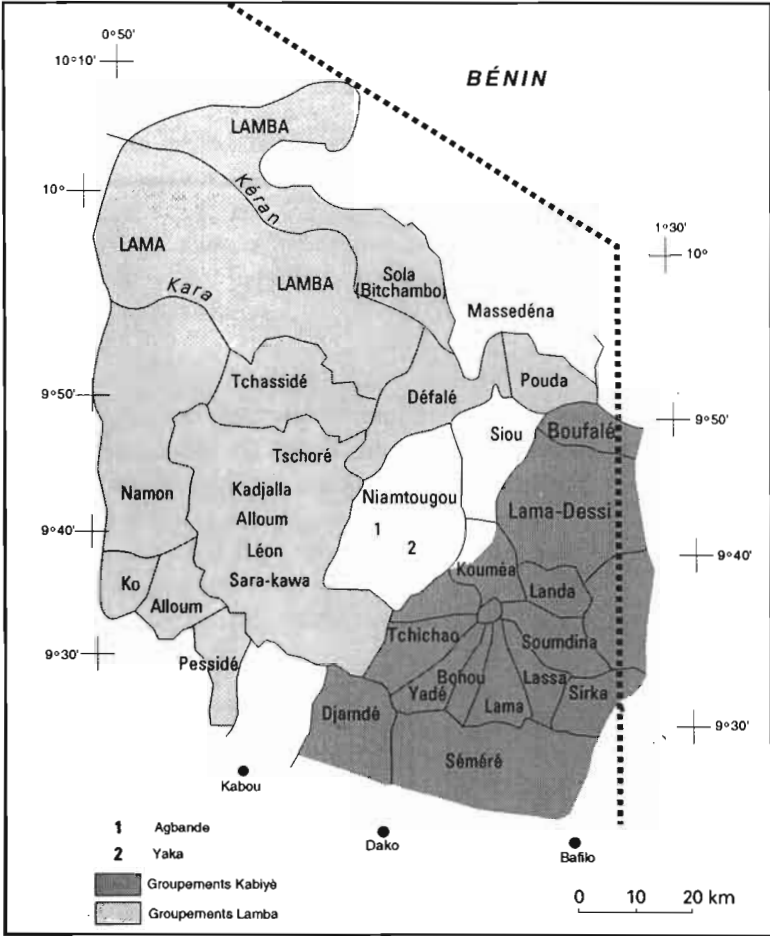 0°50'
10°10'
BÉNIN
LAMBA
Kéran
10°
1°30'
10°
LAMA
Sola
(Bitchambo)
LAMBA
Kara
Massedéna
Tchassidé
Pouda
9°50'
Défalé
9°50'
Siou
Boufalé
Tschoré
Namon
Kadjalla
Niamtougou
Lama-Dessi
Alloum
1
9°40'
2
Léon
9°40'
Kouméa
Ko
Sara-kawa
Landa
Alloum
Tchichao
Soumdina
9°30'
Pessidé
Bohou
Lassa
Yadé
Sirka
Djamdé
Lama
9°30'
Séméré
Kabou
1 Agbande
Dako
2 Yaka
Bafilo
Groupements Kabiyè
Groupements Lamba
0 10 20 km